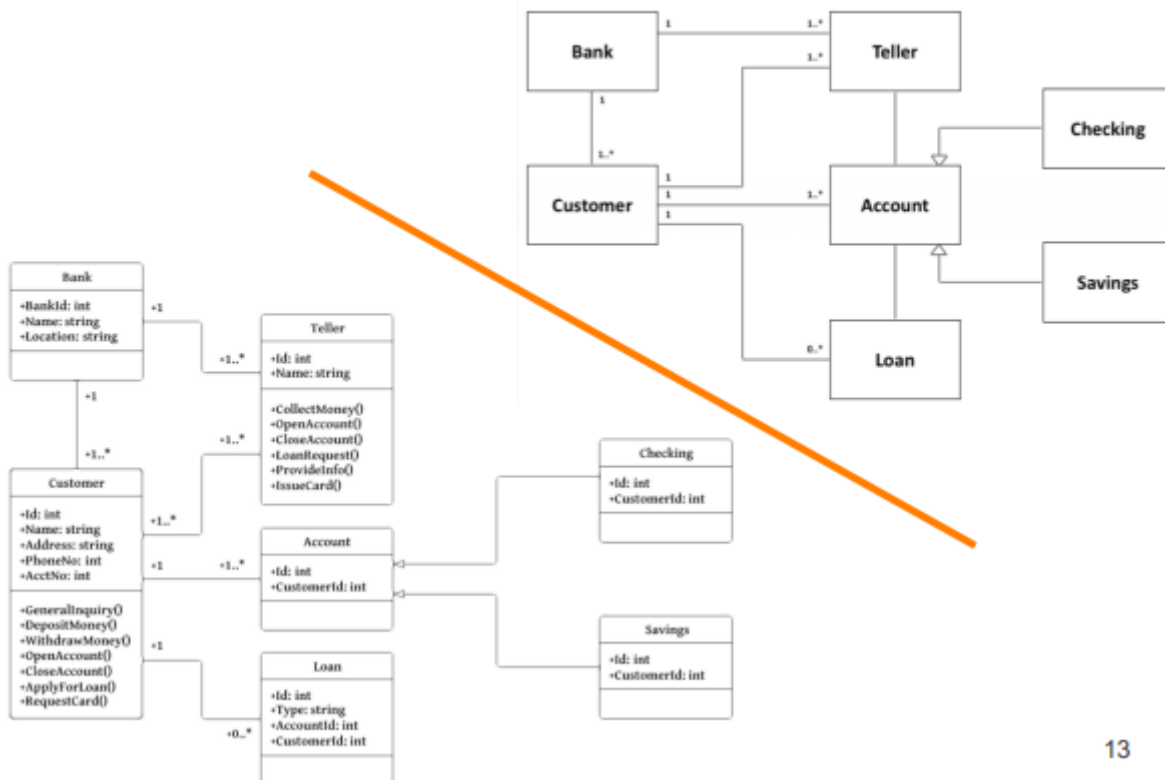 Bank
1
1..*
Teller
1
1..*
1..*
Checking
Customer
1
1
1
1..*
Account
Savings
0..*
Loan
Bank
+BankId: int
+Name: string
+Location: string
+1
+1..*
+1
+1..*
Teller
+Id: int
+Name: string
+CollectMoney()
+OpenAccount()
+CloseAccount()
+LoanRequest()
+ProvideInfo()
+IssueCard()
+1..*
Customer
+Id: int
+Name: string
+Address: string
+PhoneNo: int
+AcctNo: int
+GeneralInquiry()
+DepositMoney()
+WithdrawMoney()
+OpenAccount()
+CloseAccount()
+ApplyForLoan()
+RequestCard()
+1..*
+1
+1..*
+1
+0..*
Account
+Id: int
+CustomerId: int
Loan
+Id: int
+Type: string
+AccountId: int
+CustomerId: int
Checking
+Id: int
+CustomerId: int
Savings
+Id: int
+CustomerId: int
13